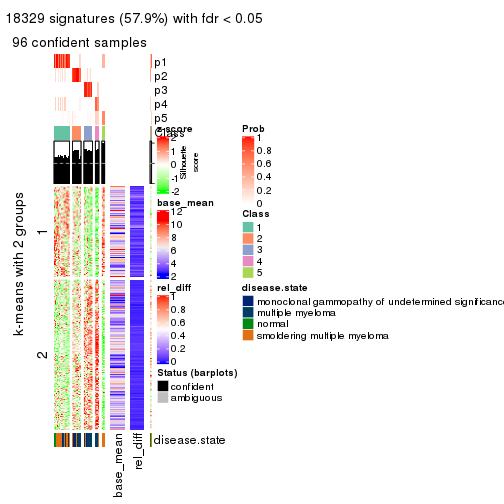 18329 signatures (57.9%) with fdr < 0.05
96 confident samples
p1
p2
p3
p4
p5
Class
Silhouette
score
k-means with 2 groups
1
2
z-score
2
1
0
-1
-2
base_mean
12
10
8
6
4
2
rel_diff
1
0.8
0.6
0.4
0.2
0
Status (barplots)
confident
ambiguous
Prob
1
0.8
0.6
0.4
0.2
0
Class
1
2
3
4
5
disease.state
monoclonal gammopathy of undetermined significance
multiple myeloma
normal
smoldering multiple myeloma
disease.state
base_mean
rel_diff